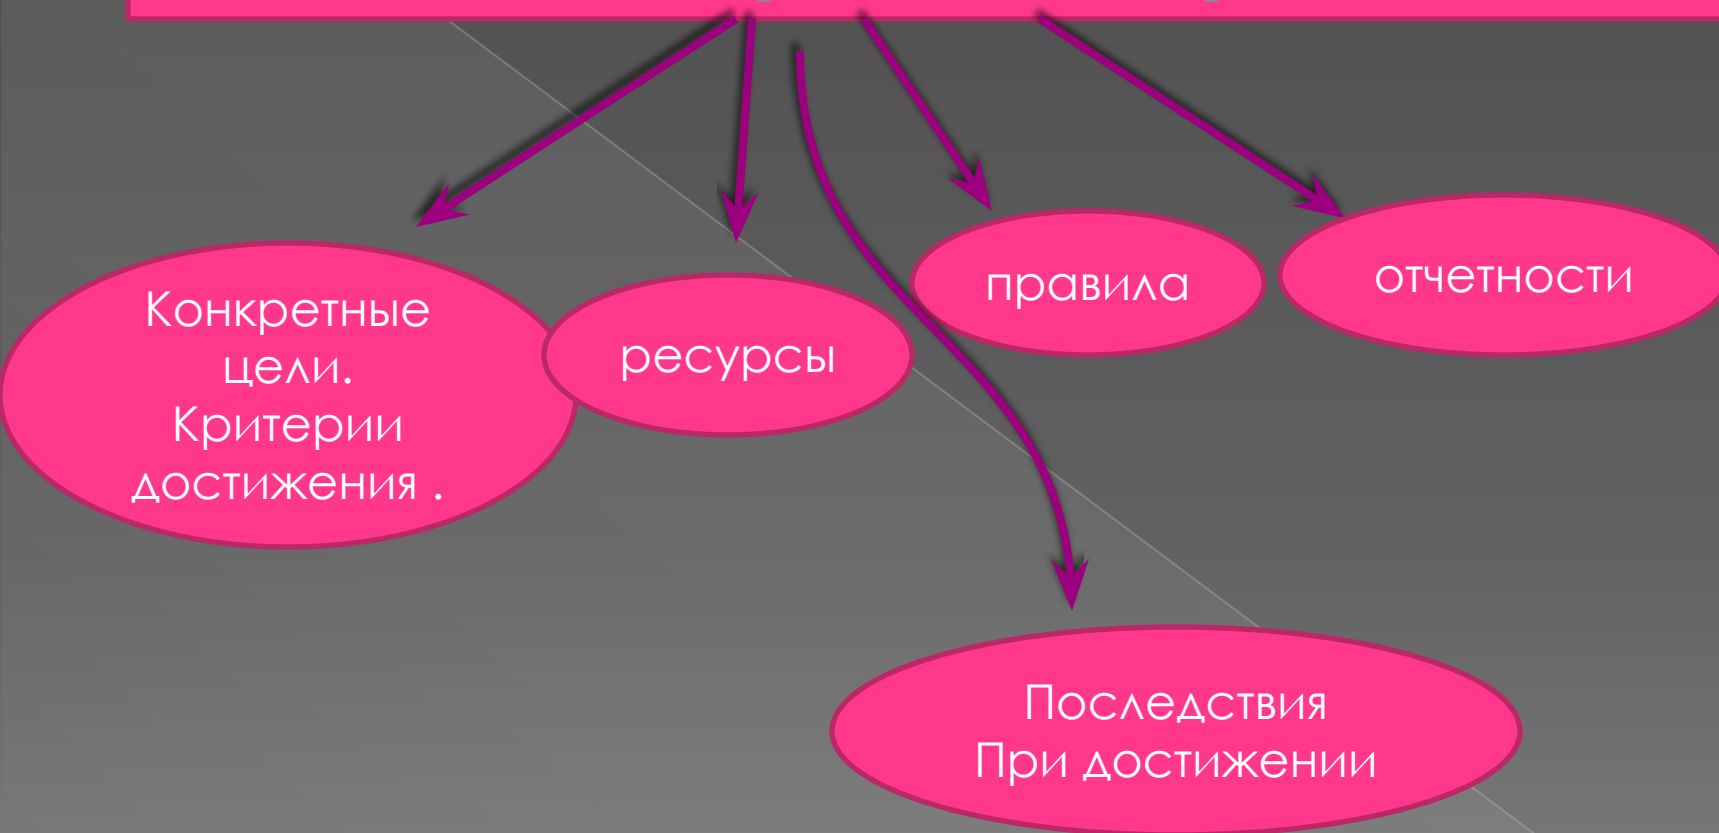 Конкретные
цели.
Критерии
достижения .
ресурсы
правила
отчетности
Последствия
При достижении